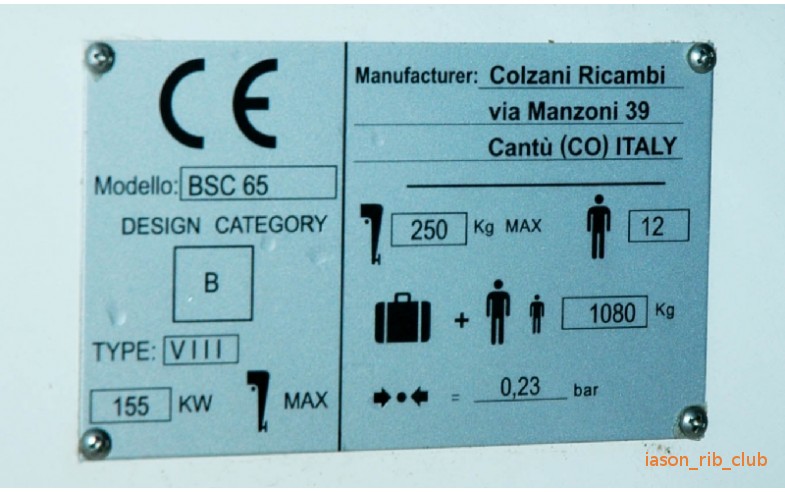 CE
Modello: BSC 65
DESIGN CATEGORY
B
TYPE: VIII
155 KW MAX
Manufacturer: Colzani Ricambi
via Manzoni 39
Cantù (CO) ITALY
250 Kg MAX 12
+ 1080 Kg
= 0,23 bar
iason_rib_club